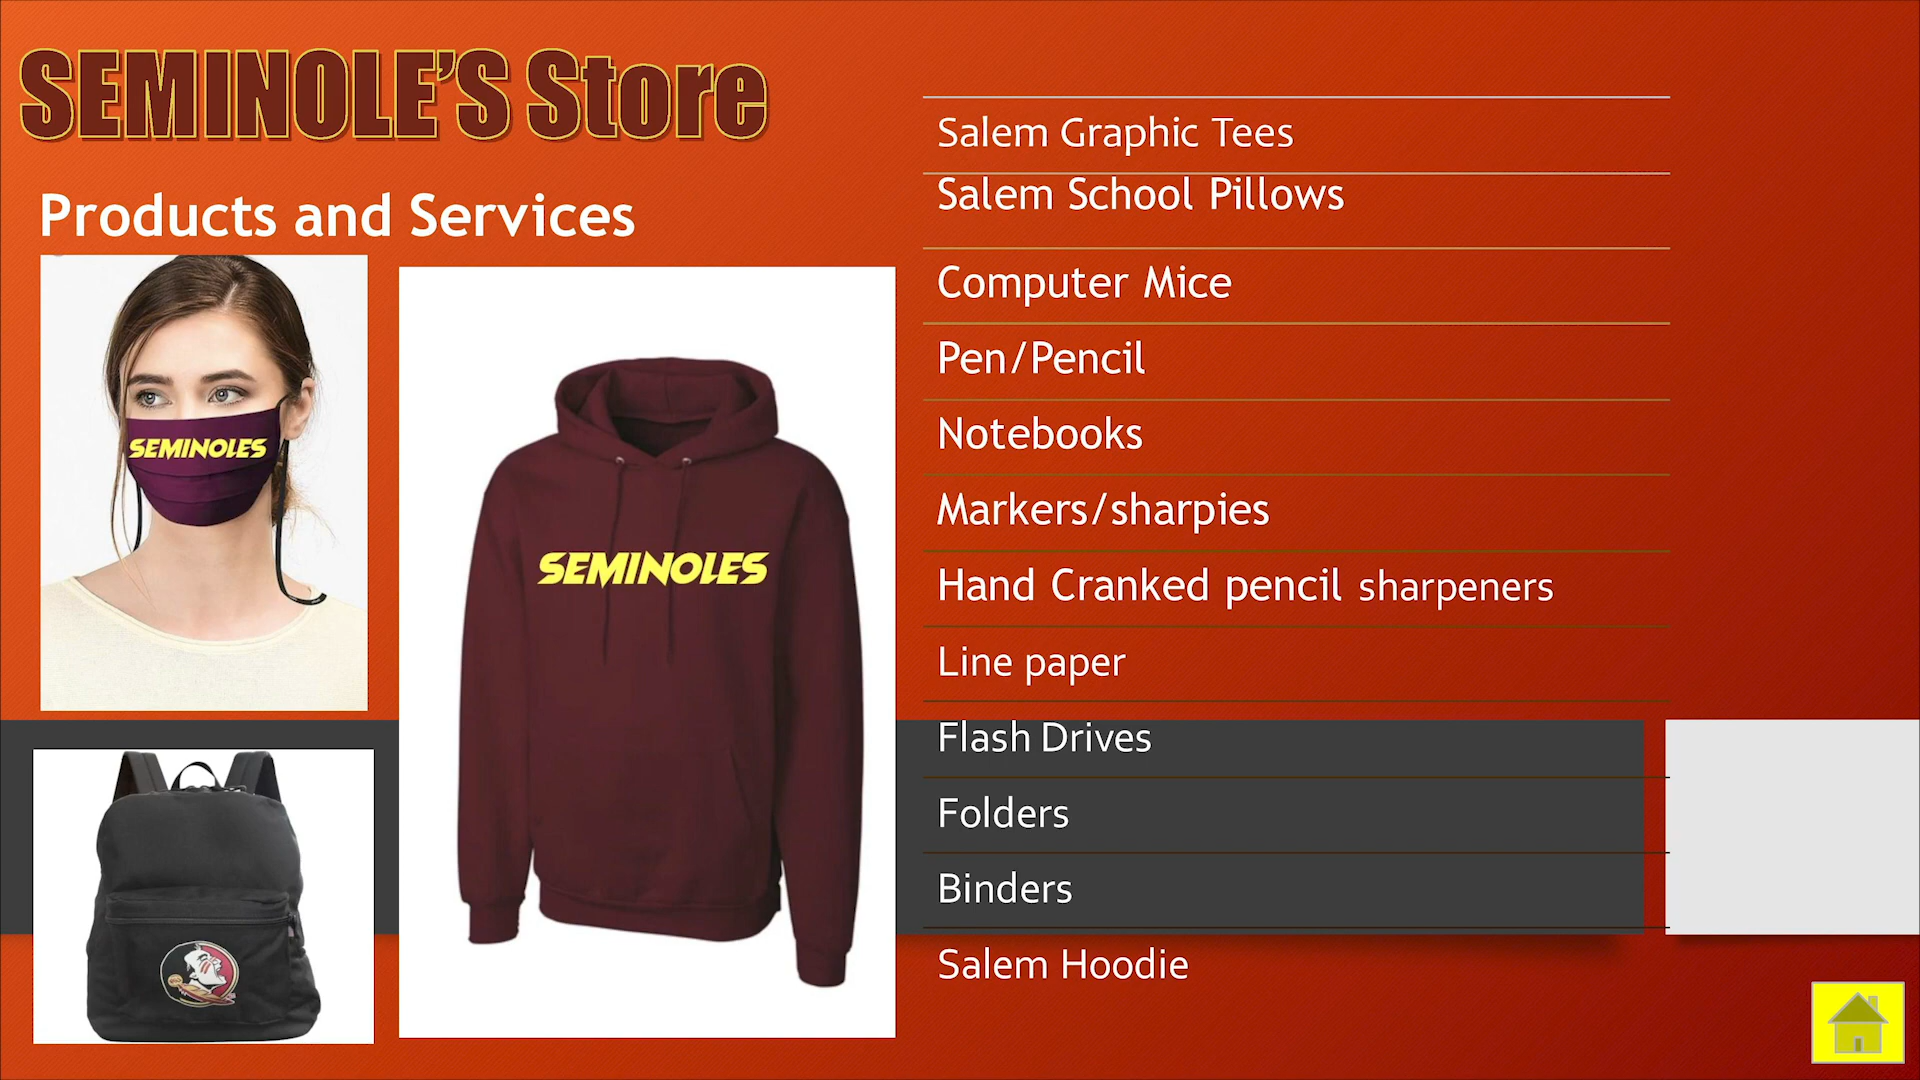 SEMINOLE'S Store
Products and Services
SEMINOLES
SEMINOLES
Salem Graphic Tees
Salem School Pillows
Computer Mice
Pen/Pencil
Notebooks
Markers/sharpies
Hand Cranked pencil sharpeners
Line paper
Flash Drives
Folders
Binders
Salem Hoodie